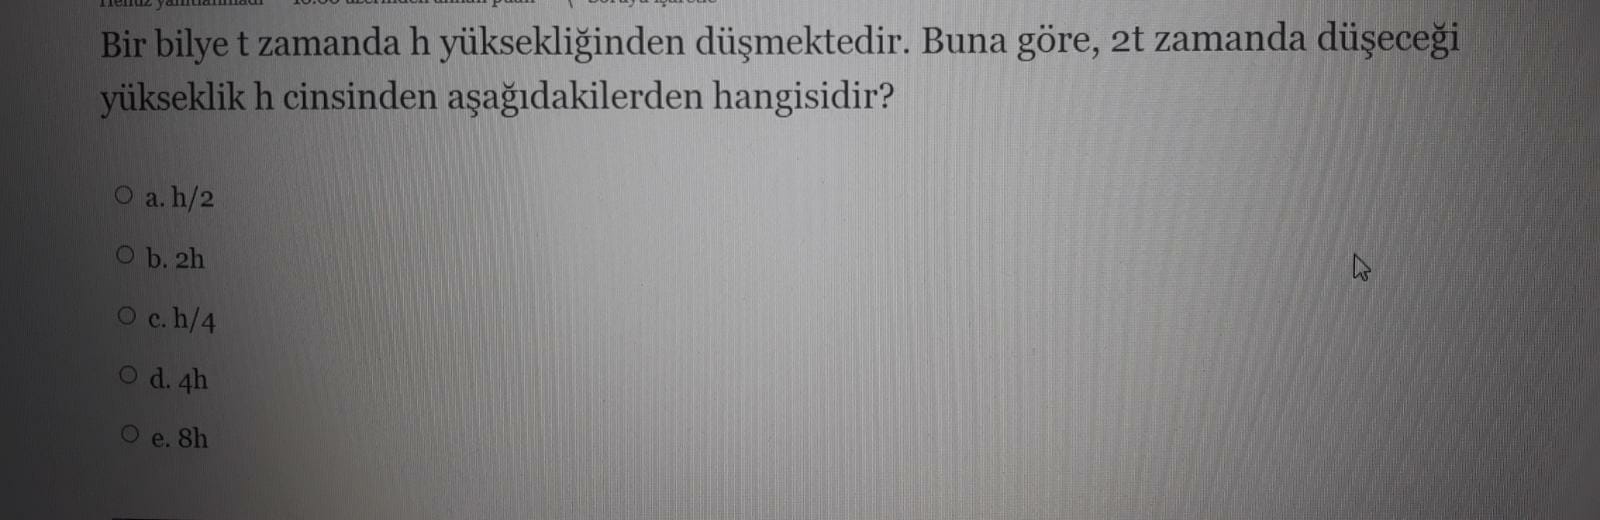 Bir bilye t zamanda h yüksekliğinden düşmektedir. Buna göre, 2t zamanda düşeceği
yükseklik h cinsinden aşağıdakilerden hangisidir?
a. h/2
b. 2h
c. h/4
d. 4h
e. 8h